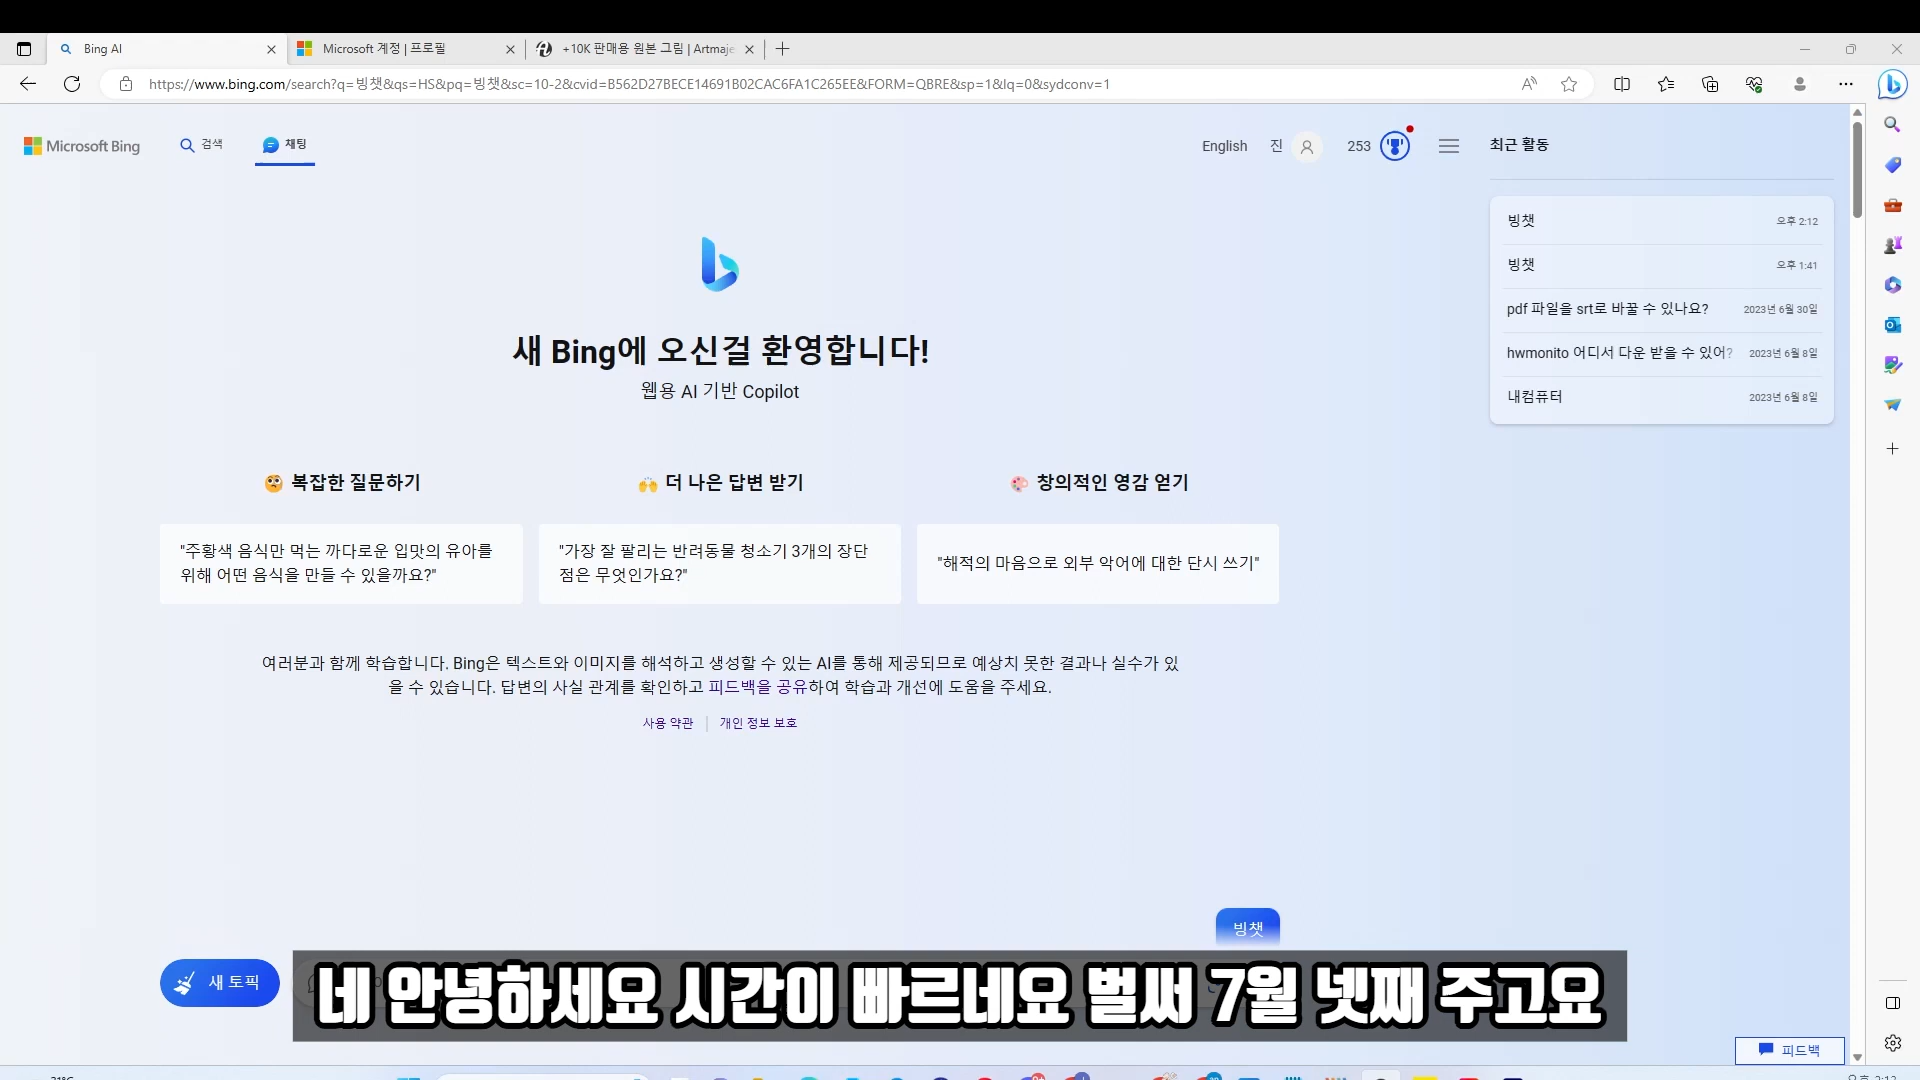 Bing AI
Microsoft 계정 | 프로필
+10K 판매용 원본 그림 | Artmaje
https://www.bing.com/search?q=빙챗&qs=HS&pq=빙챗&sc=10-2&cvid=B562D27BECE14691B02CAC6FA1C265EE&FORM=QBRE&sp=1&lq=0&sydconv=1
Microsoft Bing
검색
채팅
English
진
253
최근 활동
빙챗 오후 2:12
빙챗 오후 1:41
pdf 파일을 srt로 바꿀 수 있나요? 2023년 6월 30일
hwmonito 어디서 다운 받을 수 있어? 2023년 6월 8일
내컴퓨터 2023년 6월 8일
새 Bing에 오신걸 환영합니다!
웹용 AI 기반 Copilot
복잡한 질문하기
더 나은 답변 받기
창의적인 영감 얻기
"주황색 음식만 먹는 까다로운 입맛의 유아를
위해 어떤 음식을 만들 수 있을까요?"
"가장 잘 팔리는 반려동물 청소기 3개의 장단
점은 무엇인가요?"
"해적의 마음으로 외부 악어에 대한 단시 쓰기"
여러분과 함께 학습합니다. Bing은 텍스트와 이미지를 해석하고 생성할 수 있는 AI를 통해 제공되므로 예상치 못한 결과나 실수가 있
을 수 있습니다. 답변의 사실 관계를 확인하고 피드백을 공유하여 학습과 개선에 도움을 주세요.
사용 약관 | 개인 정보 보호
빙챗
새 토픽
네 안녕하세요 시간이 빠르네요 벌써 7월 넷째 주고요
피드백